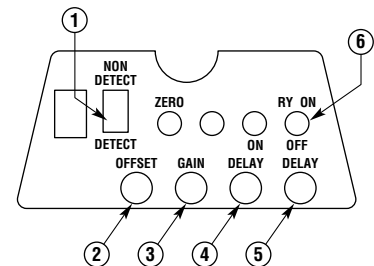 1
6
NON
DETECT
ZERO
RY ON
DETECT
ON
OFF
OFFSET
GAIN
DELAY
DELAY
2
3
4
5